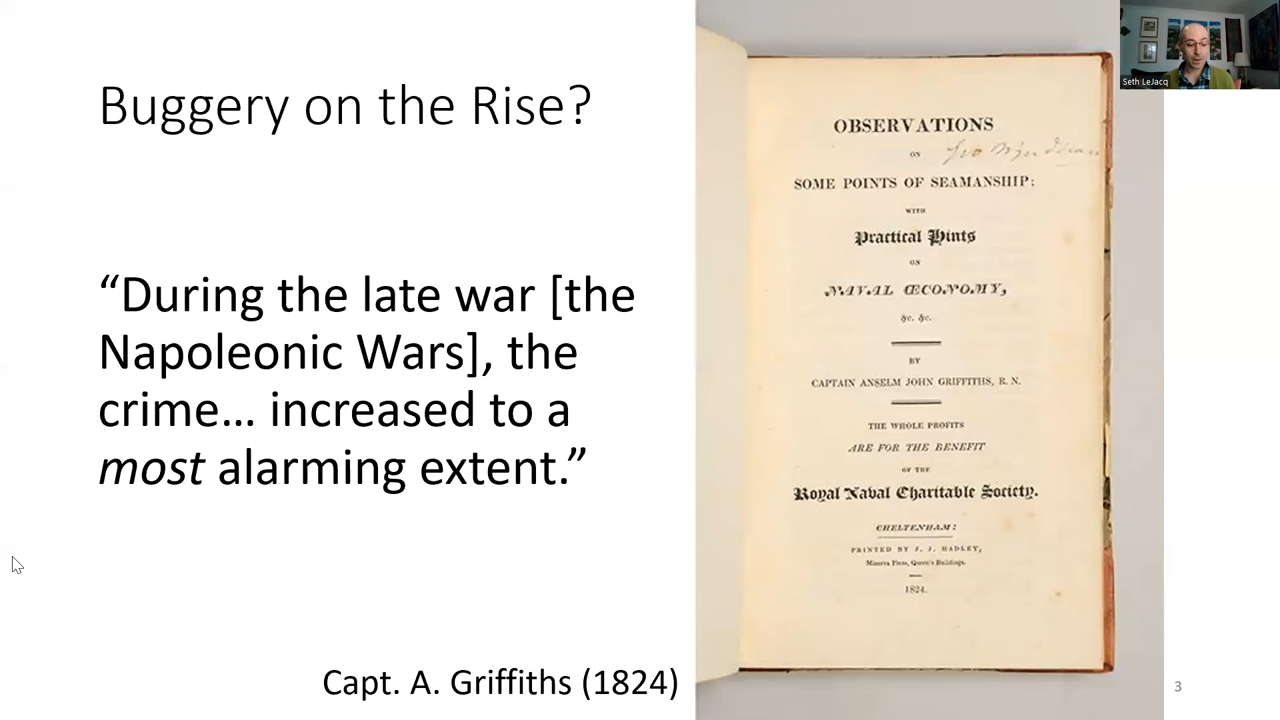 Buggery on the Rise?
“During the late war [the
Napoleonic Wars], the
crime… increased to a
most alarming extent.”
Capt. A. Griffiths (1824)
OBSERVATIONS
ON
SOME POINTS OF SEAMANSHIP:
WITH
Practical Hints
ON
NAVAL ŒCONOMY,
&c. &c.
BY
CAPTAIN ANSELM JOHN GRIFFITHS, R. N.
THE WHOLE PROFITS
ARE FOR THE BENEFIT
OF THE
Royal Naval Charitable Society.
CHELTENHAM:
PRINTED BY J. J. HADLEY,
Minerva Press, Queen's Buildings.
1824.
Seth LeJacq
3